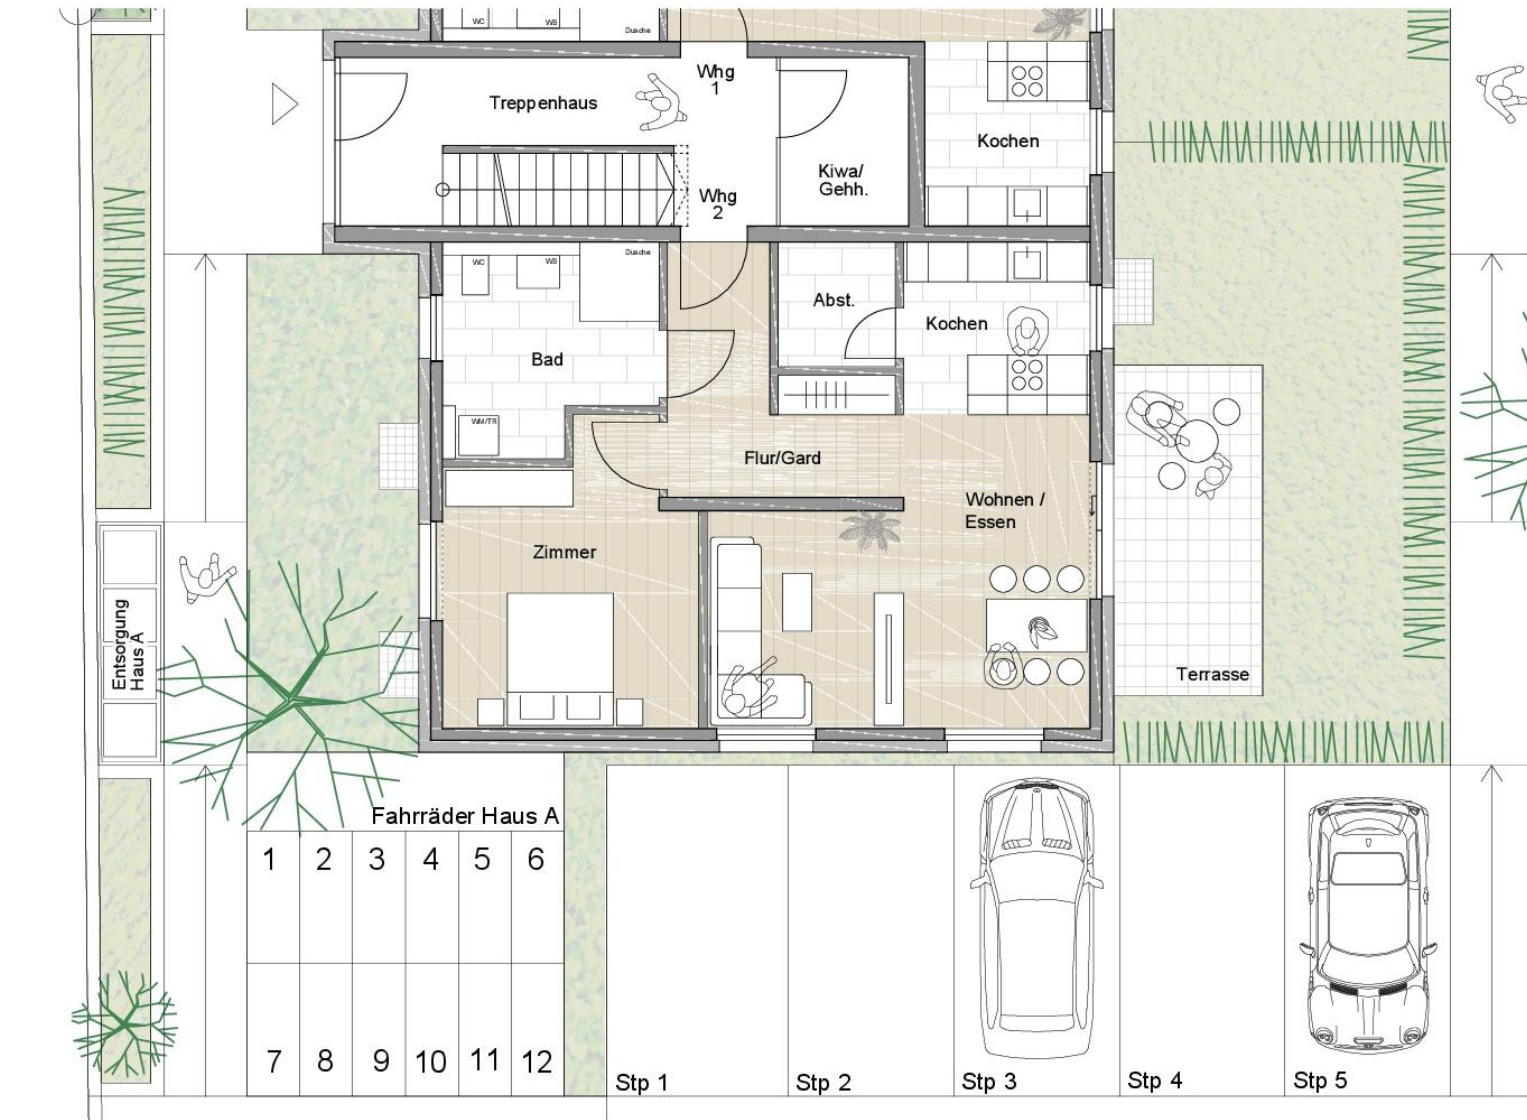 WC
WB
Dusche
Whg
1
Treppenhaus
Kochen
Kiwa/
Gehh.
Whg
2
WC
WB
Dusche
Abst.
Kochen
Bad
WM/TR
Flur/Gard
Wohnen /
Essen
Zimmer
Entsorgung
Haus A
Terrasse
Fahrräder Haus A
1 2 3 4 5 6
7 8 9 10 11 12
Stp 1 Stp 2 Stp 3 Stp 4 Stp 5